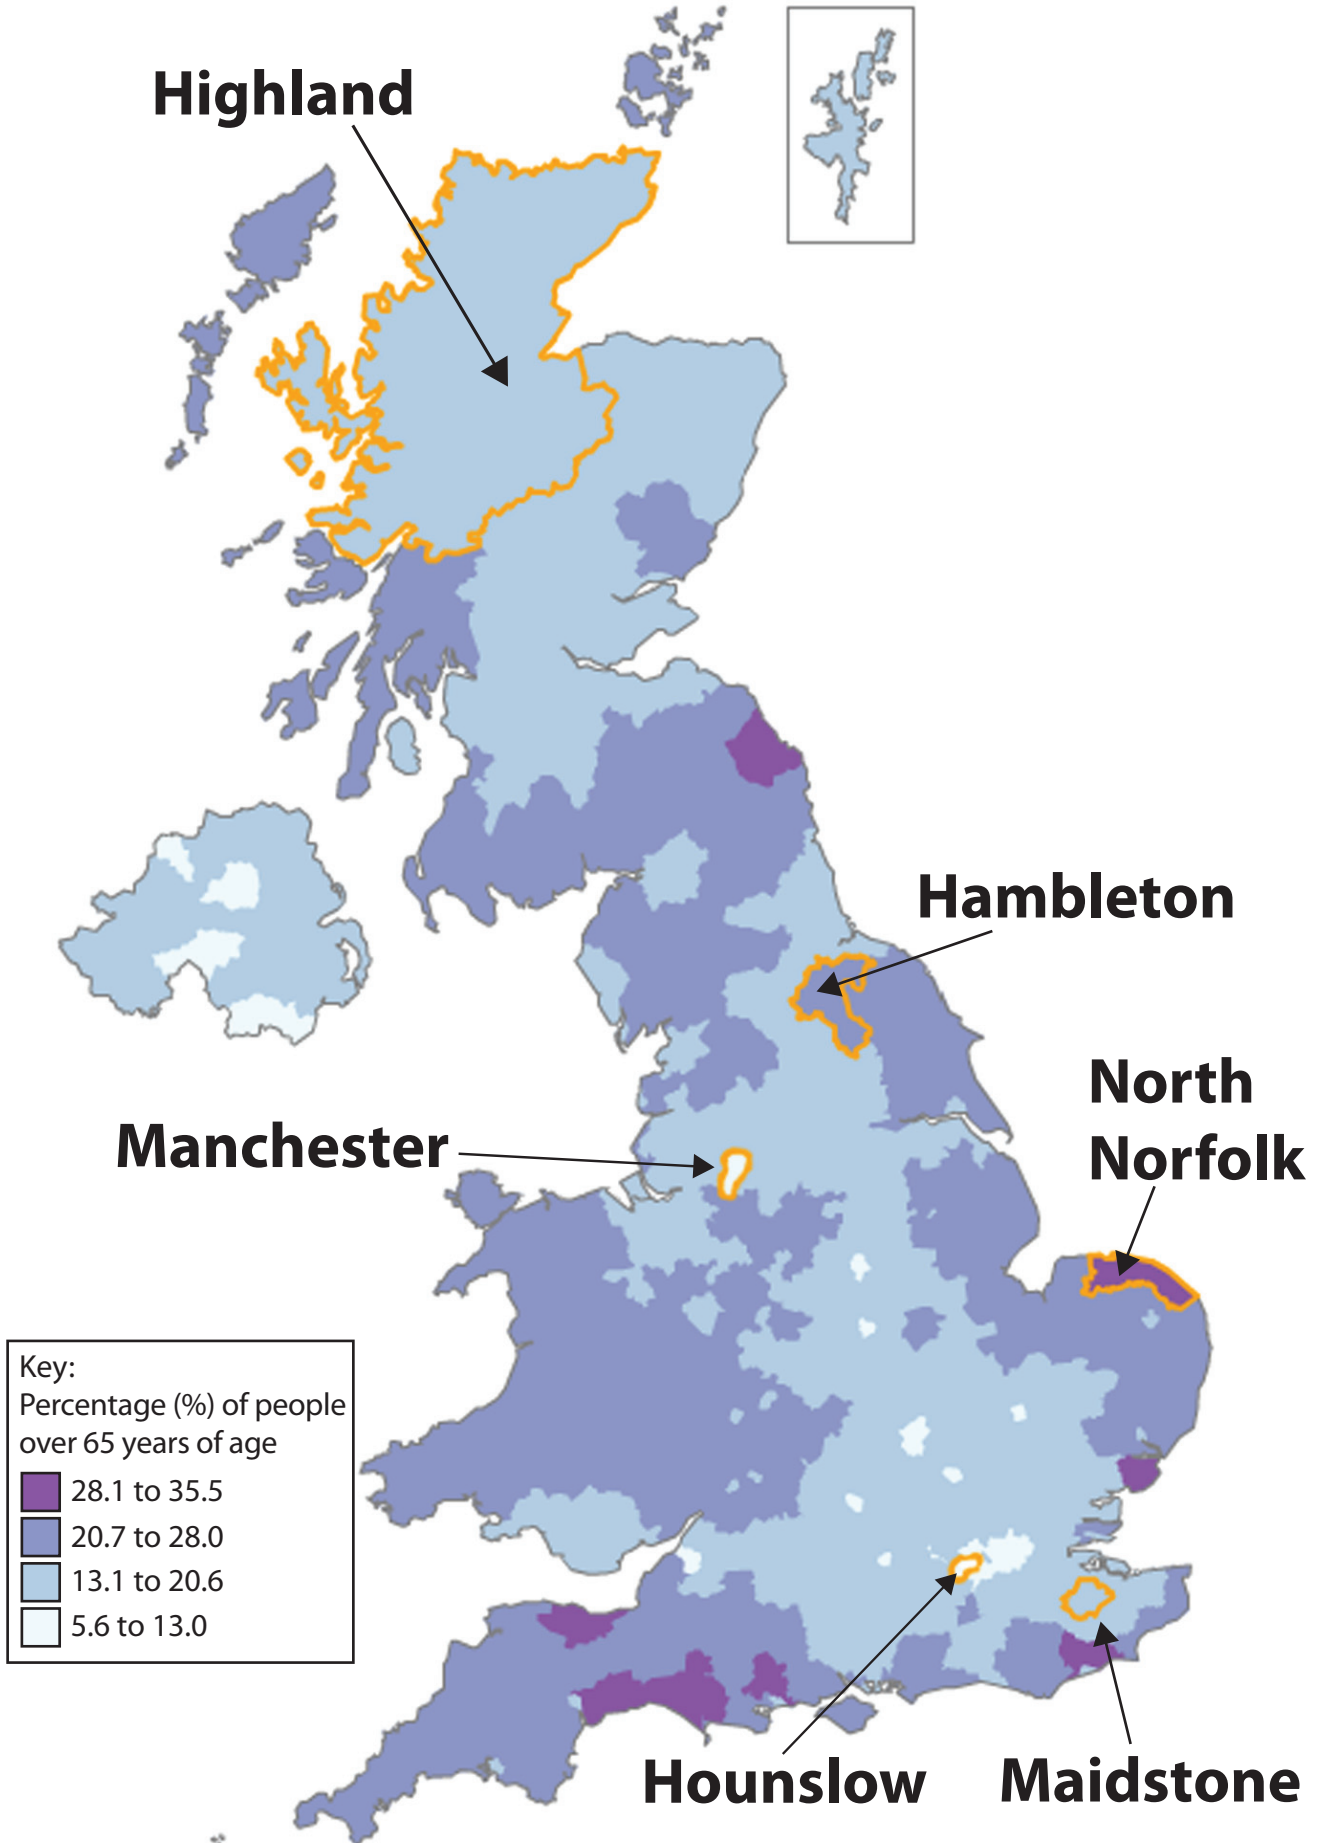 Highland
Hambleton
North
Norfolk
Manchester
Key:
Percentage (%) of people
over 65 years of age
28.1 to 35.5
20.7 to 28.0
13.1 to 20.6
5.6 to 13.0
Hounslow
Maidstone